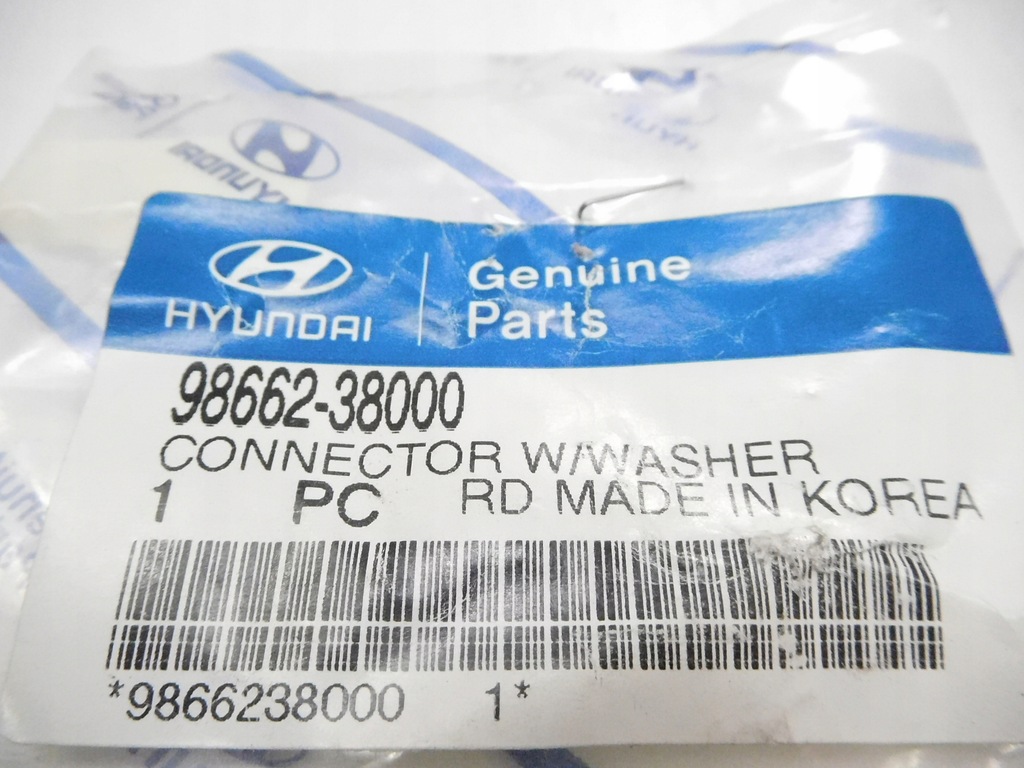 HYUNDAI
Genuine
Parts
98662-38000
CONNECTOR W/WASHER
1 PC RD MADE IN KOREA
*9866238000 1*